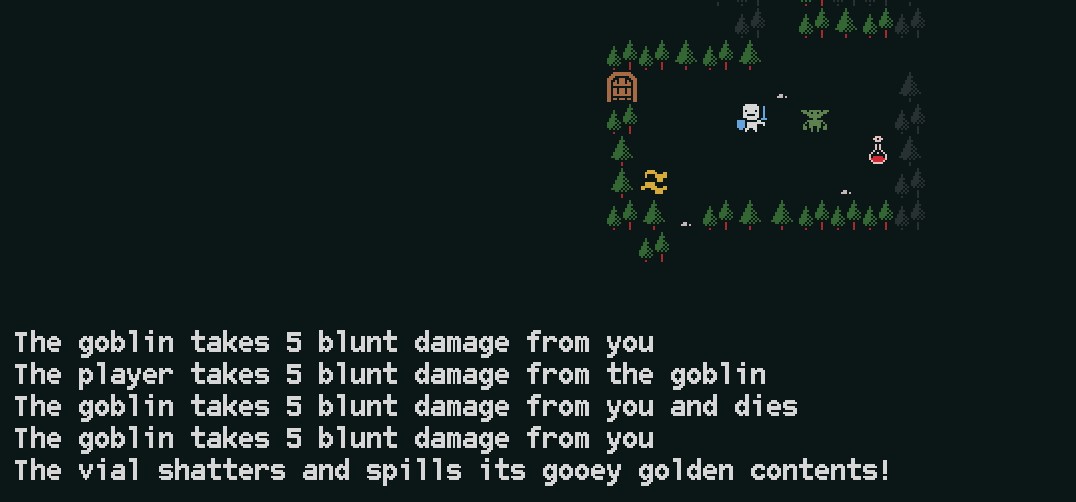 The goblin takes 5 blunt damage from you
The player takes 5 blunt damage from the goblin
The goblin takes 5 blunt damage from you and dies
The goblin takes 5 blunt damage from you
The vial shatters and spills its gooey golden contents!